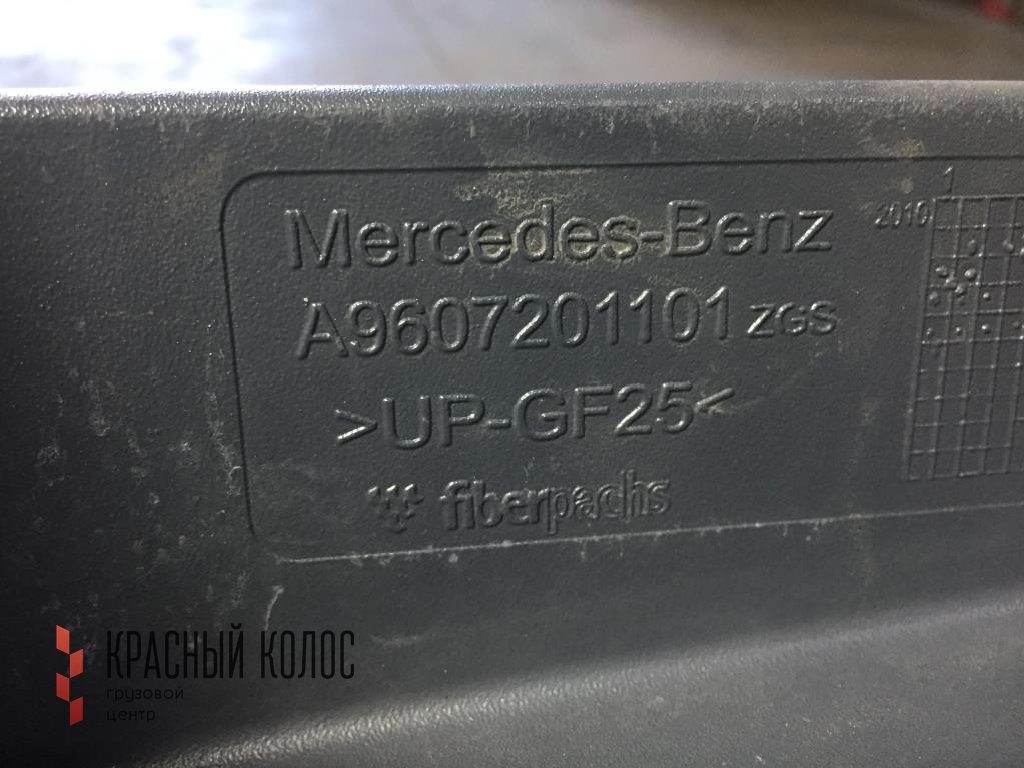 Mercedes-Benz
A9607201101 ZGS
>UP-GF25<
fiberpachs
2010
1
КРАСНЫЙ КОЛОС
грузовой
центр